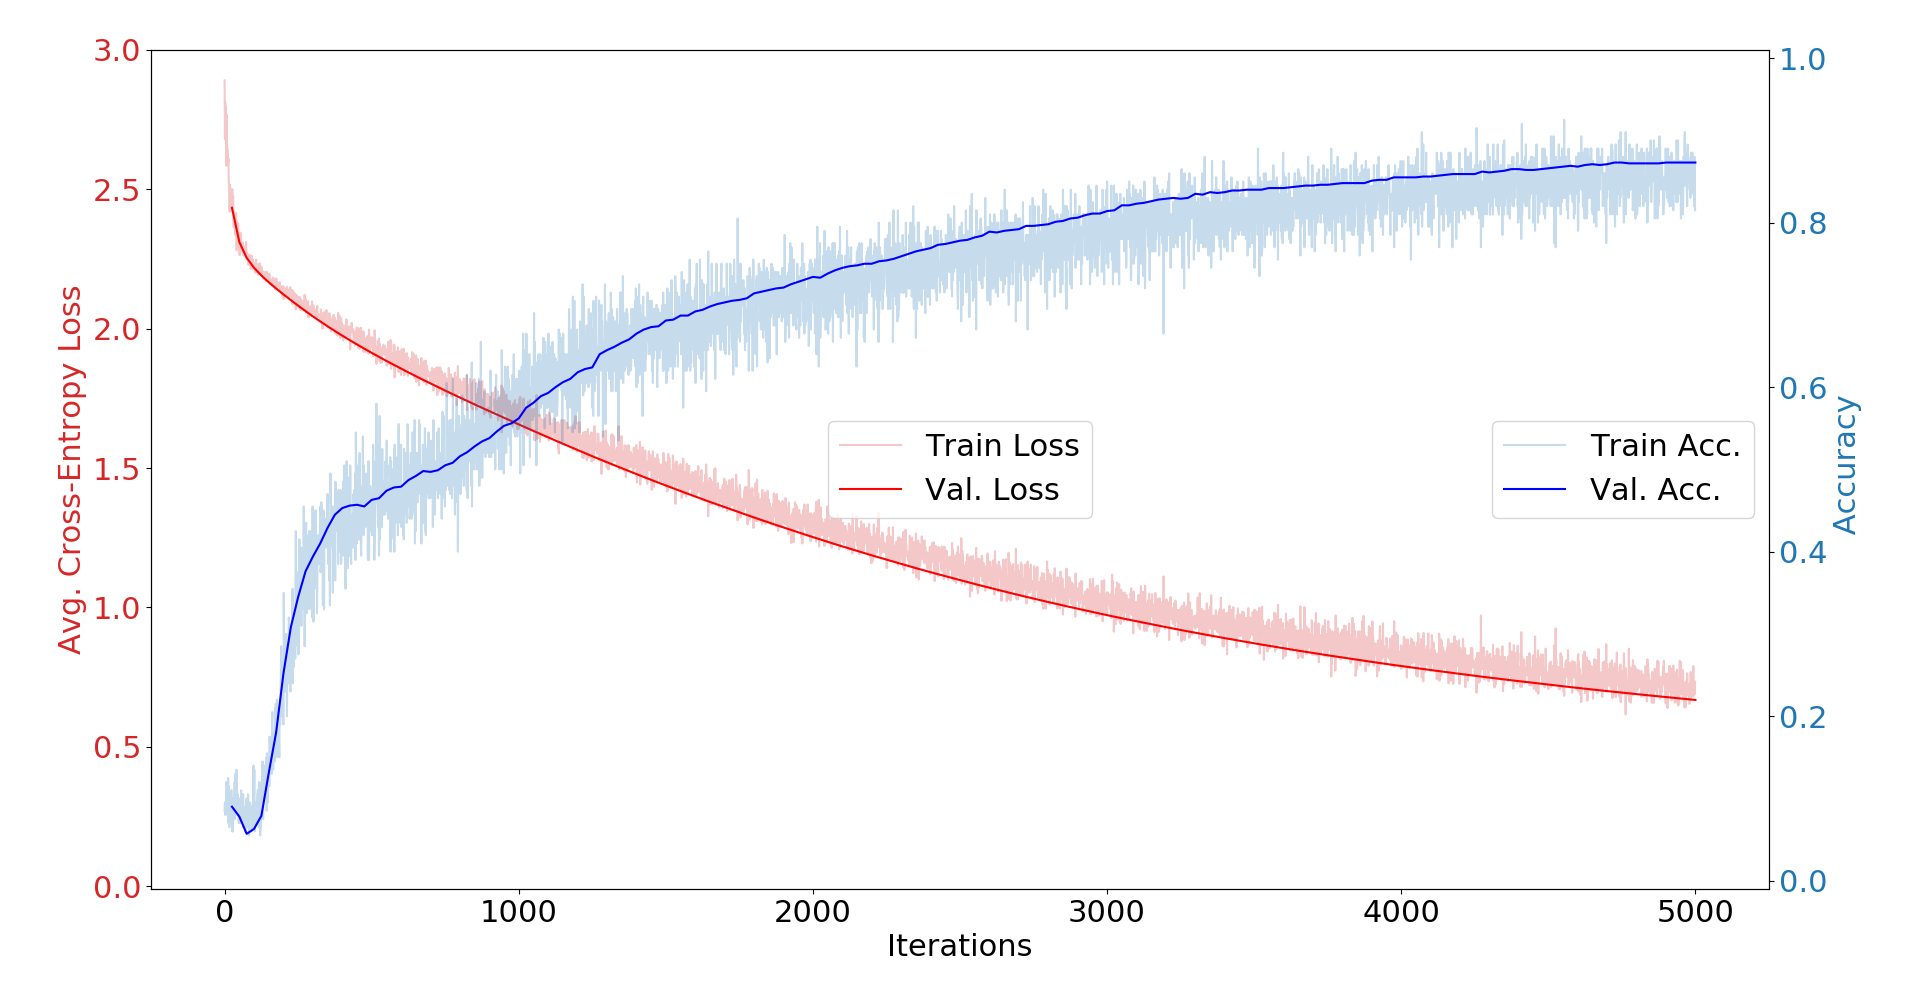 3.0
2.5
2.0
1.5
1.0
0.5
0.0
Avg. Cross-Entropy Loss
0
1000
2000
3000
4000
5000
Iterations
Train Loss
Val. Loss
Train Acc.
Val. Acc.
1.0
0.8
0.6
0.4
0.2
0.0
Accuracy